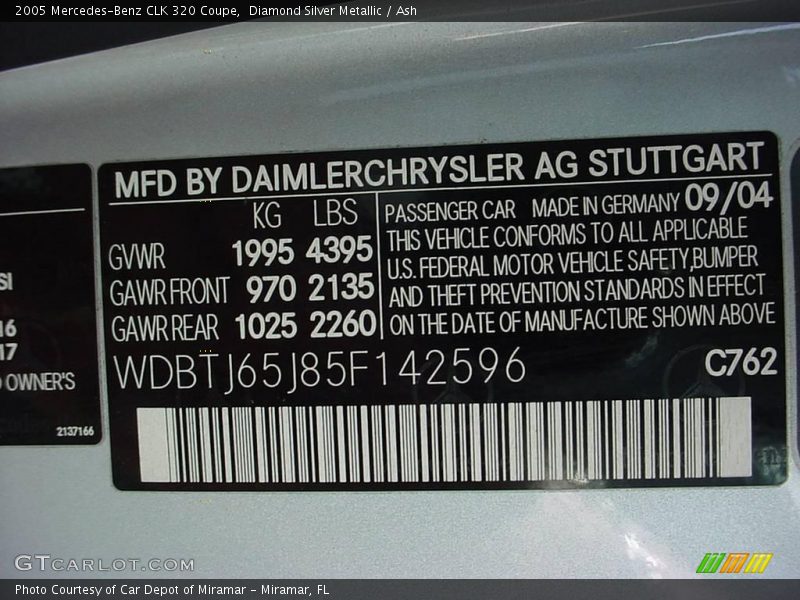 2005 Mercedes-Benz CLK 320 Coupe,  Diamond Silver Metallic / Ash
MFD BY DAIMLERCHRYSLER AG STUTTGART
KG LBS
GVWR 1995 4395
GAWR FRONT 970 2135
GAWR REAR 1025 2260
PASSENGER CAR MADE IN GERMANY 09/04
THIS VEHICLE CONFORMS TO ALL APPLICABLE
U.S. FEDERAL MOTOR VEHICLE SAFETY,BUMPER
AND THEFT PREVENTION STANDARDS IN EFFECT
ON THE DATE OF MANUFACTURE SHOWN ABOVE
WDBTJ65J85F142596 C762
SI
16
17
OWNER'S
2137166
GTCARLOT.COM
Photo Courtesy of Car Depot of Miramar - Miramar, FL